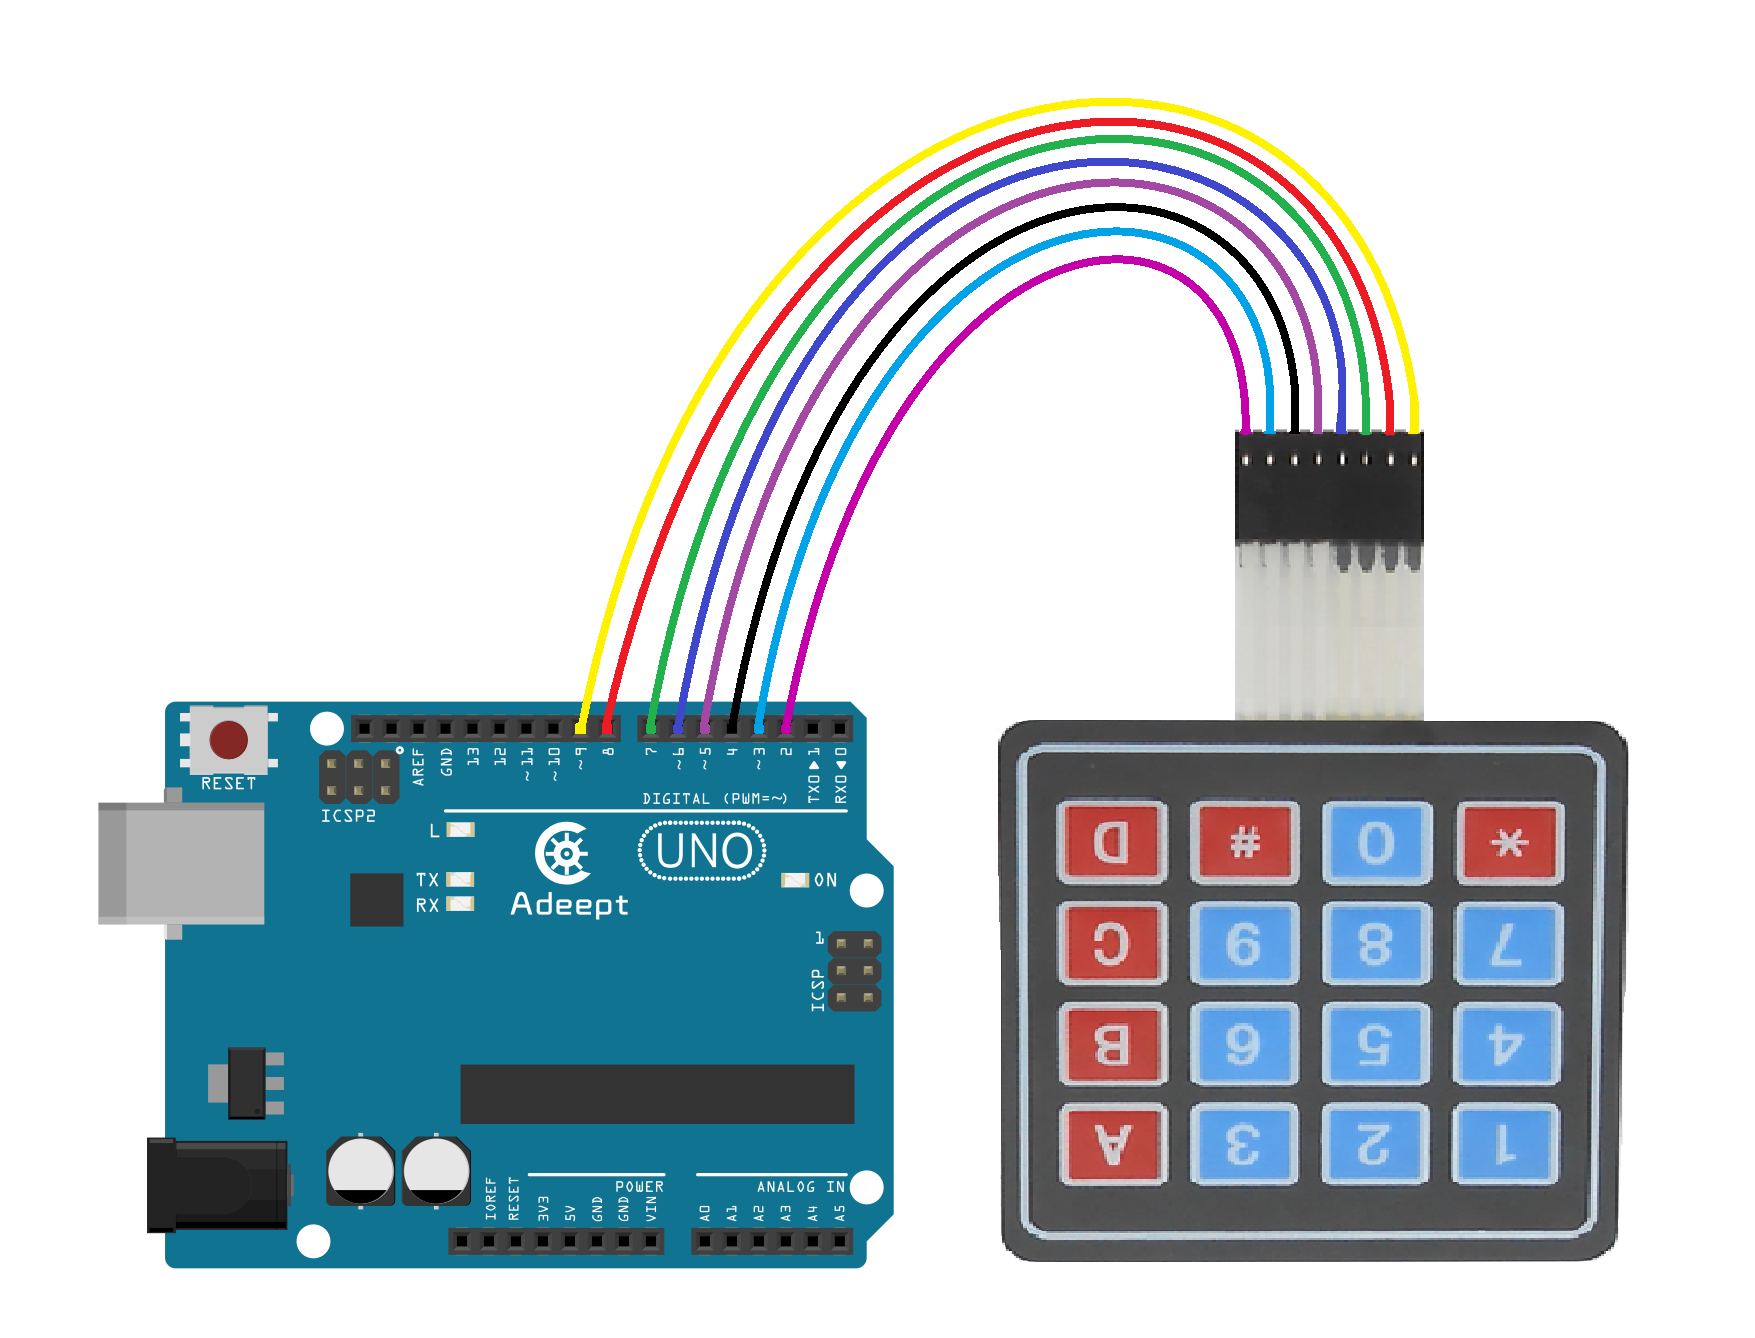 RESET
ICSP2
AREF
GND
13
12
~11
~10
~9
8
7
~6
~5
4
~3
2
TX0▶1
RX0◀0
DIGITAL (PWM=~)
L
TX
RX
Adeept
UNO
ON
1
ICSP
POWER
ANALOG IN
IOREF
RESET
3V3
5V
GND
GND
VIN
A0
A1
A2
A3
A4
A5
D # 0 *
C 9 8 7
B 6 5 4
A 3 2 1